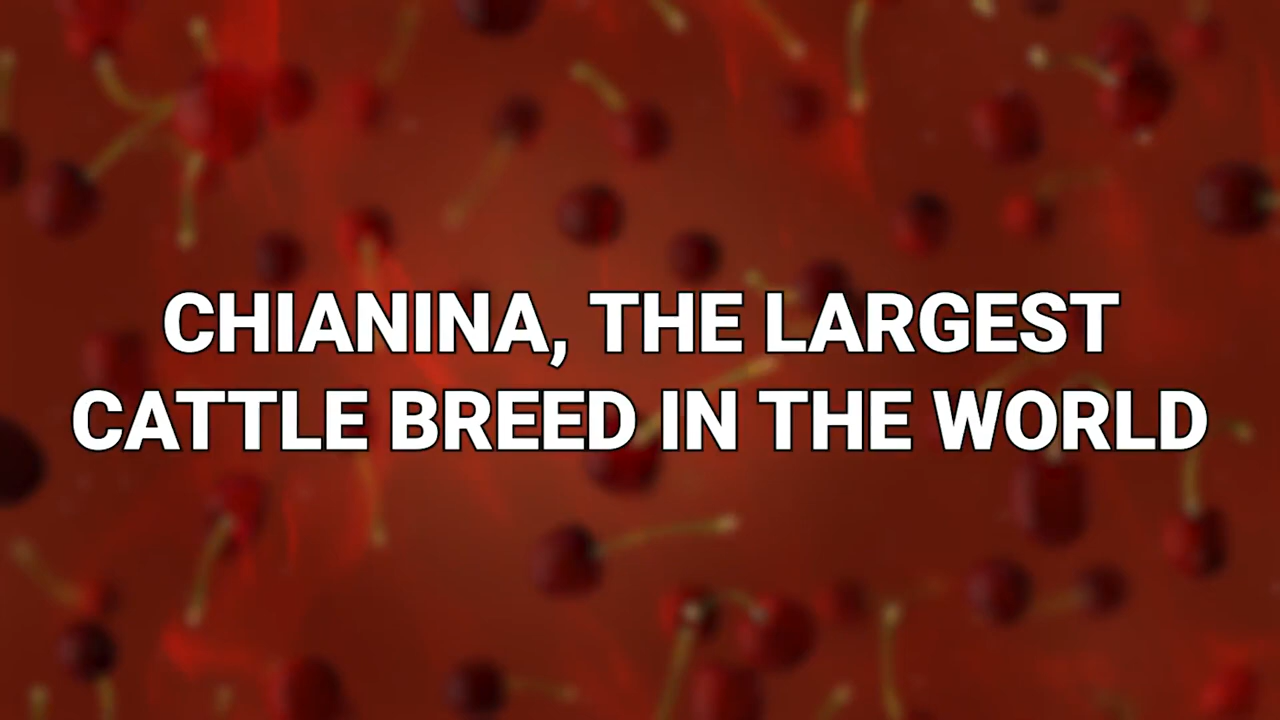 CHIANINA, THE LARGEST
CATTLE BREED IN THE WORLD